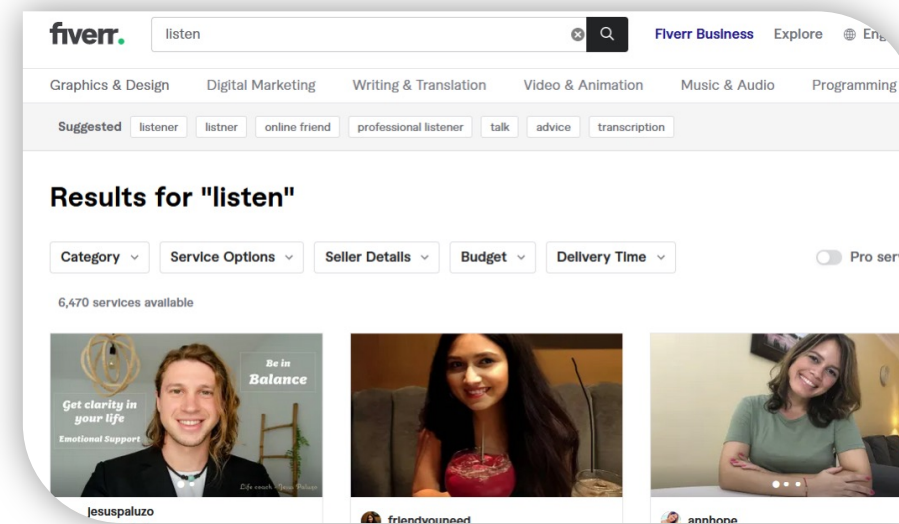 fiverr.
listen
Fiverr Business Explore
Graphics & Design Digital Marketing Writing & Translation Video & Animation Music & Audio Programming
Suggested listener listner online friend professional listener talk advice transcription
Results for "listen"
Category Service Options Seller Details Budget Delivery Time Pro
6,470 services available
Be in
Balance
Get clarity in
your life
Emotional Support
Life coach - Jesus Paluzo
jesuspaluzo friendyouneed annhope